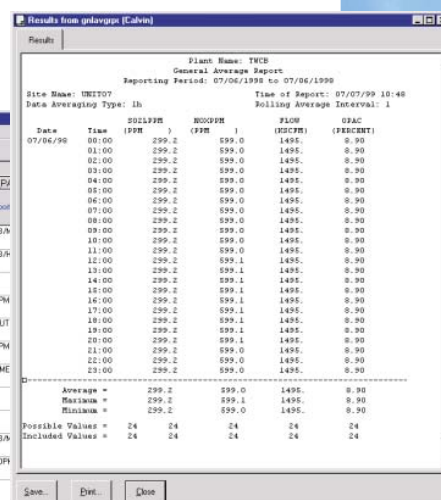 Results from gnlavgrpt (Calvin)
Results
Plant Name: TWCB
General Average Report
Reporting Period: 07/06/1998 to 07/06/1998
Site Name: UNIT07 Time of Report: 07/07/99 10:48
Data Averaging Type: 1h Rolling Average Interval: 1
SO2LPPM NOXPPM FLOW OPAC
Date Time (PPM ) (PPM ) (KSCFM) (PERCENT)
07/06/98 00:00 299.2 599.0 1495. 8.90
01:00 299.2 599.0 1495. 8.90
02:00 299.2 599.0 1495. 8.90
03:00 299.2 599.0 1495. 8.90
04:00 299.2 599.0 1495. 8.90
05:00 299.2 599.0 1495. 8.90
06:00 299.2 599.0 1495. 8.90
07:00 299.2 599.0 1495. 8.90
08:00 299.2 599.0 1495. 8.90
09:00 299.2 599.0 1495. 8.90
10:00 299.2 599.0 1495. 8.90
11:00 299.2 599.0 1495. 8.90
12:00 299.2 599.1 1495. 8.90
13:00 299.2 599.1 1495. 8.90
14:00 299.2 599.1 1495. 8.90
15:00 299.2 599.1 1495. 8.90
16:00 299.2 599.1 1495. 8.90
17:00 299.2 599.1 1495. 8.90
18:00 299.2 599.1 1495. 8.90
19:00 299.2 599.1 1495. 8.90
20:00 299.2 599.1 1495. 8.90
21:00 299.2 599.0 1495. 8.90
22:00 299.2 599.0 1495. 8.90
23:00 299.2 599.0 1495. 8.90
Average = 299.2 599.0 1495. 8.90
Maximum = 299.2 599.1 1495. 8.90
Minimum = 299.2 599.0 1495. 8.90
Possible Values = 24 24 24 24 24
Included Values = 24 24 24 24 24
Save... Print... Close